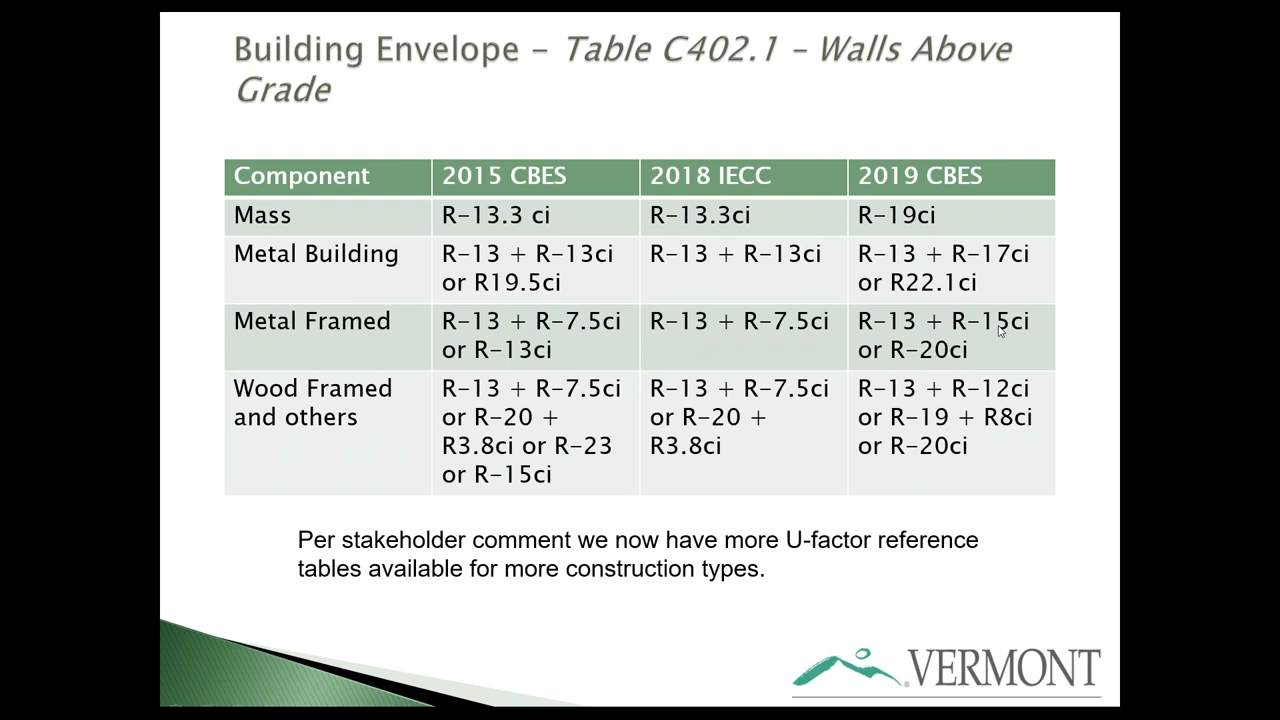 Building Envelope – Table C402.1 – Walls Above
Grade
Component
2015 CBES
2018 IECC
2019 CBES
Mass
R–13.3 ci
R–13.3ci
R–19ci
Metal Building
R–13 + R–13ci
or R19.5ci
R–13 + R–13ci
R–13 + R–17ci
or R22.1ci
Metal Framed
R–13 + R–7.5ci
or R–13ci
R–13 + R–7.5ci
R–13 + R–15ci
or R–20ci
Wood Framed
and others
R–13 + R–7.5ci
or R–20 +
R3.8ci or R–23
or R–15ci
R–13 + R–7.5ci
or R–20 +
R3.8ci
R–13 + R–12ci
or R–19 + R8ci
or R–20ci
Per stakeholder comment we now have more U-factor reference
tables available for more construction types.
VERMONT